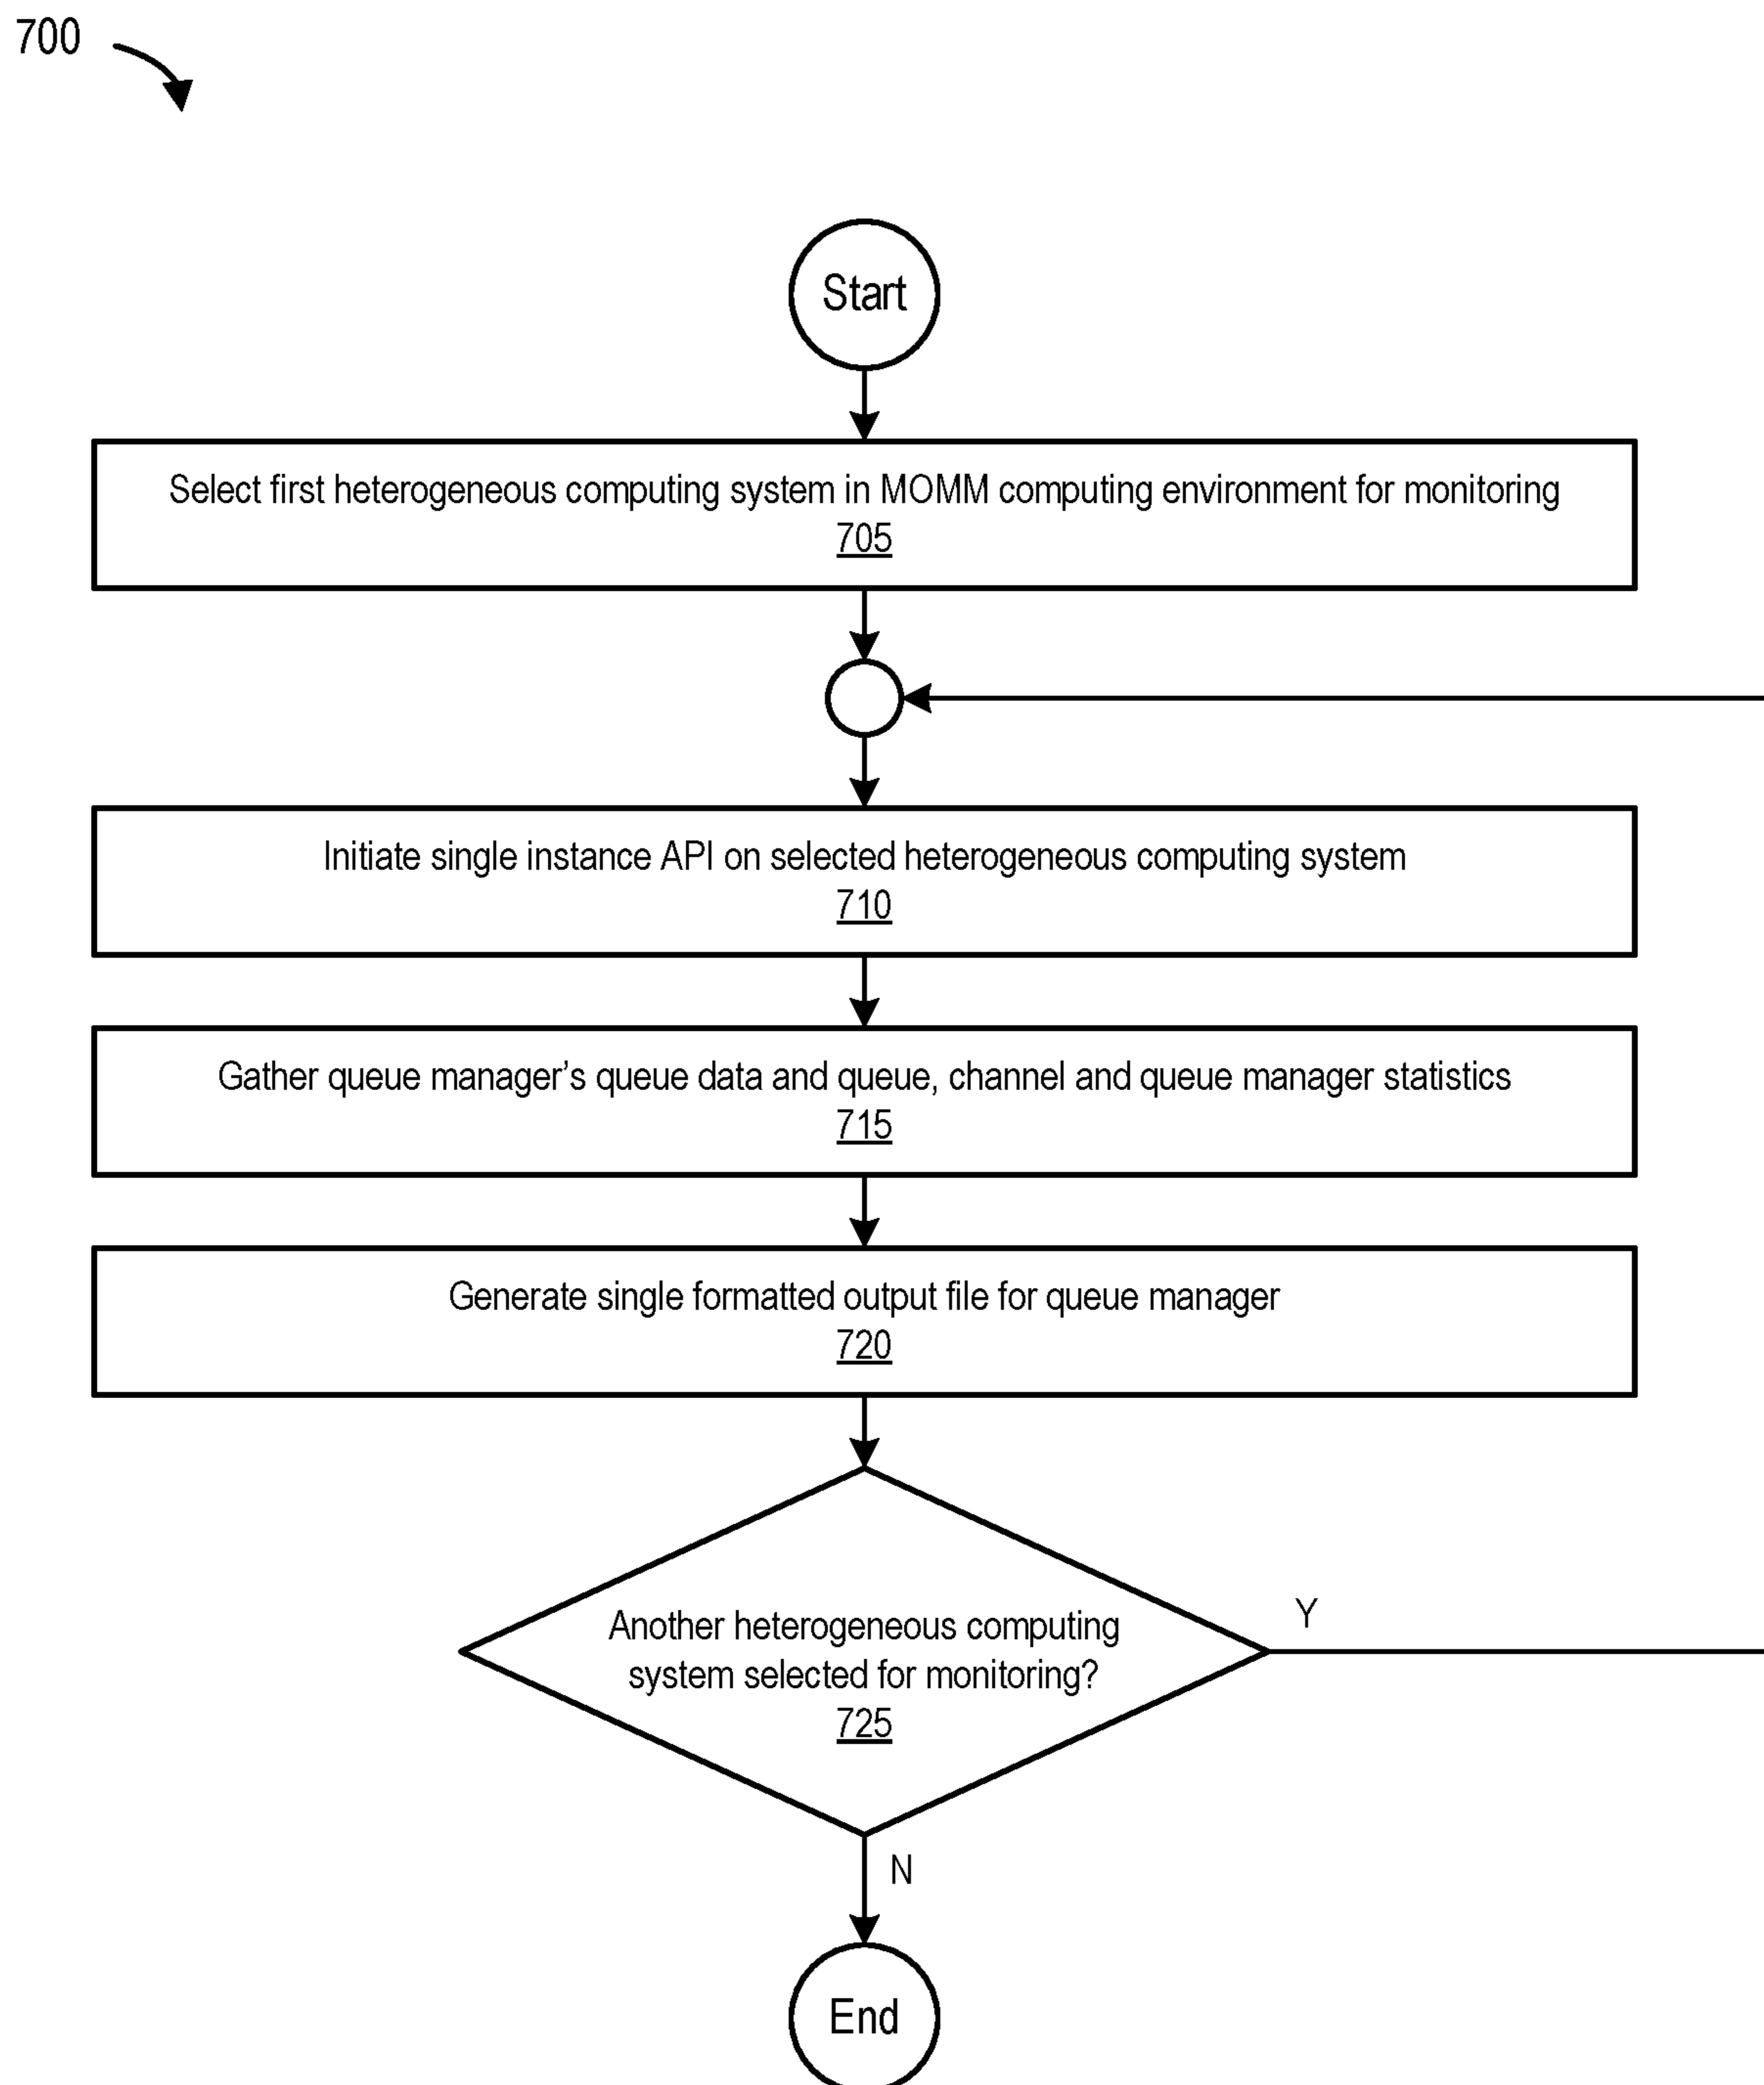 700
Start
Select first heterogeneous computing system in MOMM computing environment for monitoring
705
Initiate single instance API on selected heterogeneous computing system
710
Gather queue manager’s queue data and queue, channel and queue manager statistics
715
Generate single formatted output file for queue manager
720
Another heterogeneous computing
system selected for monitoring?
725
Y
N
End